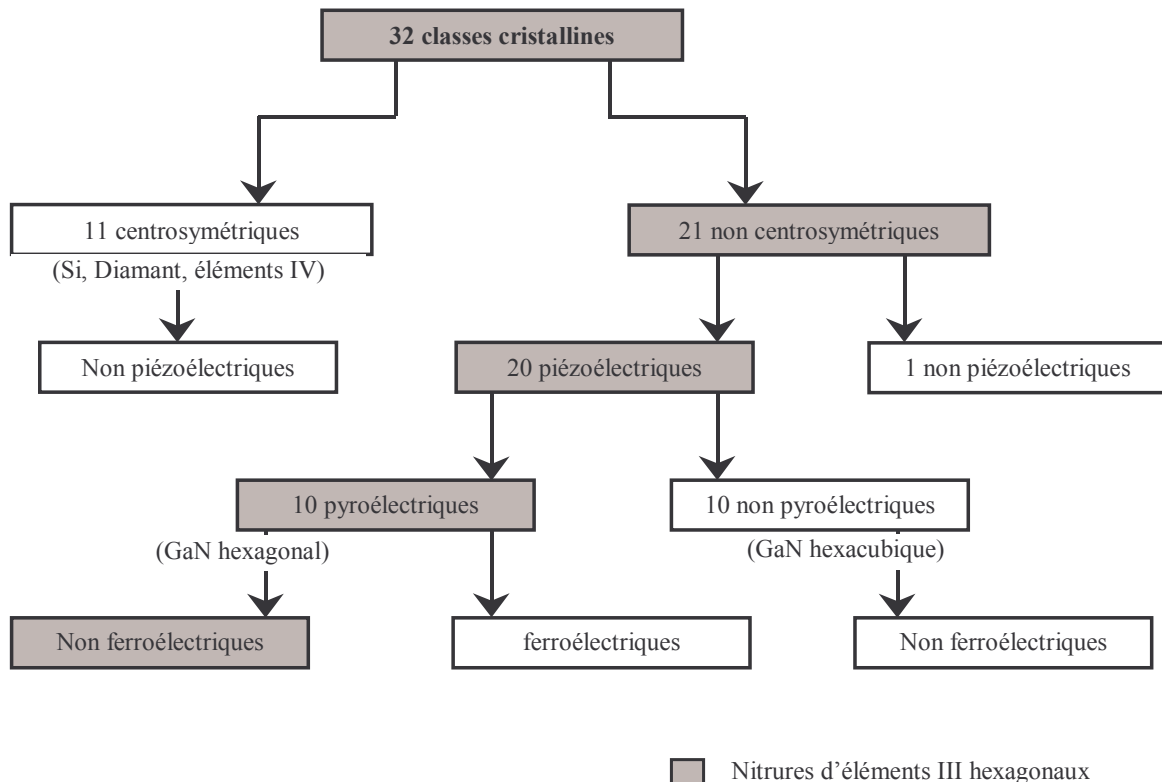 32 classes cristallines
11 centrosymétriques
21 non centrosymétriques
(Si, Diamant, éléments IV)
Non piézoélectriques
20 piézoélectriques
1 non piézoélectriques
10 pyroélectriques
10 non pyroélectriques
(GaN hexagonal)
(GaN hexacubique)
Non ferroélectriques
ferroélectriques
Non ferroélectriques
Nitrures d'éléments III hexagonaux